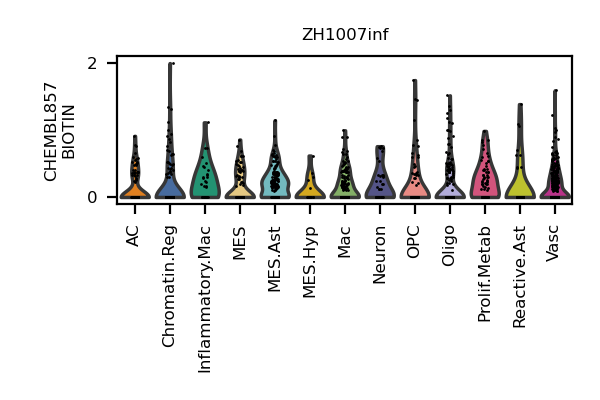 ZH1007inf
CHEMBL857
BIOTIN
2
0
AC
Chromatin.Reg
Inflammatory.Mac
MES
MES.Ast
MES.Hyp
Mac
Neuron
OPC
Oligo
Prolif.Metab
Reactive.Ast
Vasc